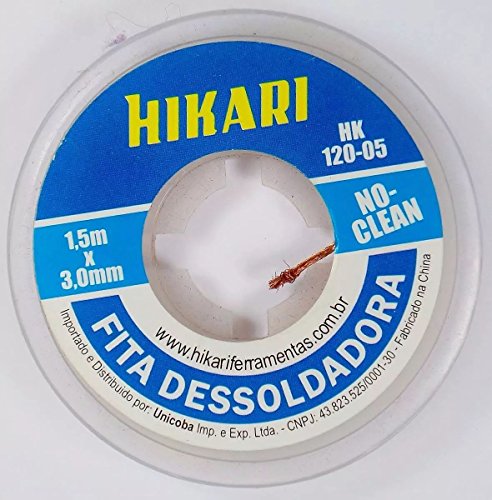 HIKARI
HK
120-05
NO-
CLEAN
1,5m
x
3,0mm
www.hikariferramentas.com.br
FITA DESSOLDADORA
Importado e Distribuido por: Unicoba Imp. e Exp. Ltda. - CNPJ: 43.823.525/0001-30 - Fabricado na China